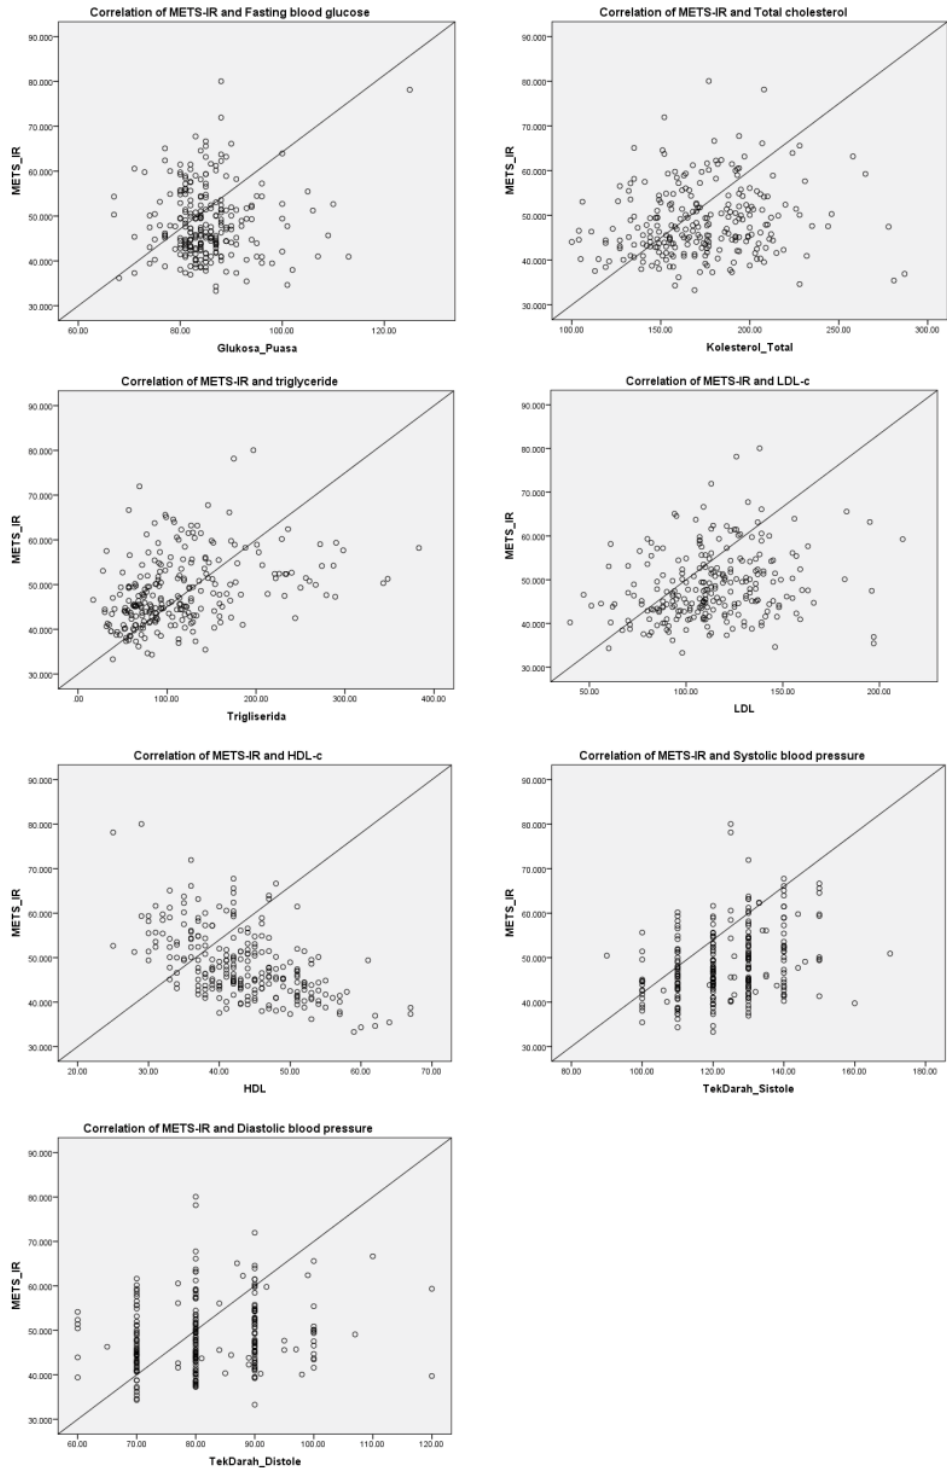 Correlation of METS-IR and Fasting blood glucose
METS_IR
90.000
80.000
70.000
60.000
50.000
40.000
30.000
60.00 80.00 100.00 120.00
Glukosa_Puasa
Correlation of METS-IR and Total cholesterol
METS_IR
90.000
80.000
70.000
60.000
50.000
40.000
30.000
100.00 150.00 200.00 250.00 300.00
Kolesterol_Total
Correlation of METS-IR and triglyceride
METS_IR
90.000
80.000
70.000
60.000
50.000
40.000
30.000
.00 100.00 200.00 300.00 400.00
Trigliserida
Correlation of METS-IR and LDL-c
METS_IR
90.000
80.000
70.000
60.000
50.000
40.000
30.000
50.00 100.00 150.00 200.00
LDL
Correlation of METS-IR and HDL-c
METS_IR
90.000
80.000
70.000
60.000
50.000
40.000
30.000
20.00 30.00 40.00 50.00 60.00 70.00
HDL
Correlation of METS-IR and Systolic blood pressure
METS_IR
90.000
80.000
70.000
60.000
50.000
40.000
30.000
80.00 100.00 120.00 140.00 160.00 180.00
TekDarah_Sistole
Correlation of METS-IR and Diastolic blood pressure
METS_IR
90.000
80.000
70.000
60.000
50.000
40.000
30.000
60.00 70.00 80.00 90.00 100.00 110.00 120.00
TekDarah_Distole